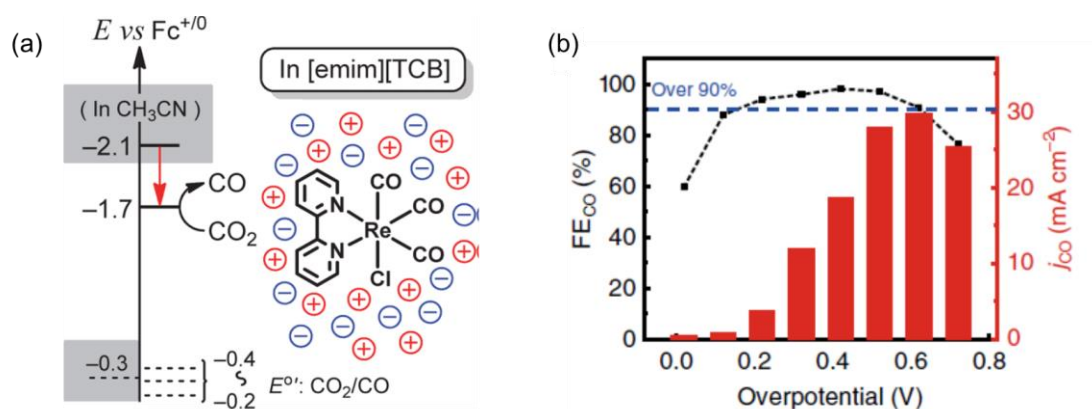 (a)
E vs Fc⁺/⁰
( In CH₃CN )
−2.1
−1.7
CO
CO₂
−0.3
−0.4
−0.2
E°′: CO₂/CO
In [emim][TCB]
CO
CO
CO
N
N
Re
Cl
(b)
Over 90%
FE_CO (%)
100
80
60
40
20
0
j_CO (mA cm⁻²)
30
20
10
0
0.0 0.2 0.4 0.6 0.8
Overpotential (V)